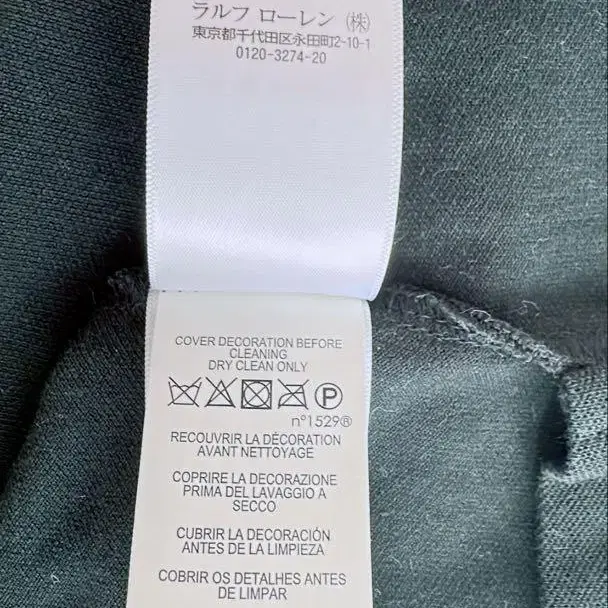 ラルフ ローレン (株)
東京都千代田区永田町2-10-1
0120-3274-20
COVER DECORATION BEFORE
CLEANING
DRY CLEAN ONLY
P
n°1529®
RECOUVRIR LA DÉCORATION
AVANT NETTOYAGE
COPRIRE LA DECORAZIONE
PRIMA DEL LAVAGGIO A
SECCO
CUBRIR LA DECORACIÓN
ANTES DE LA LIMPIEZA
COBRIR OS DETALHES ANTES
DE LIMPAR